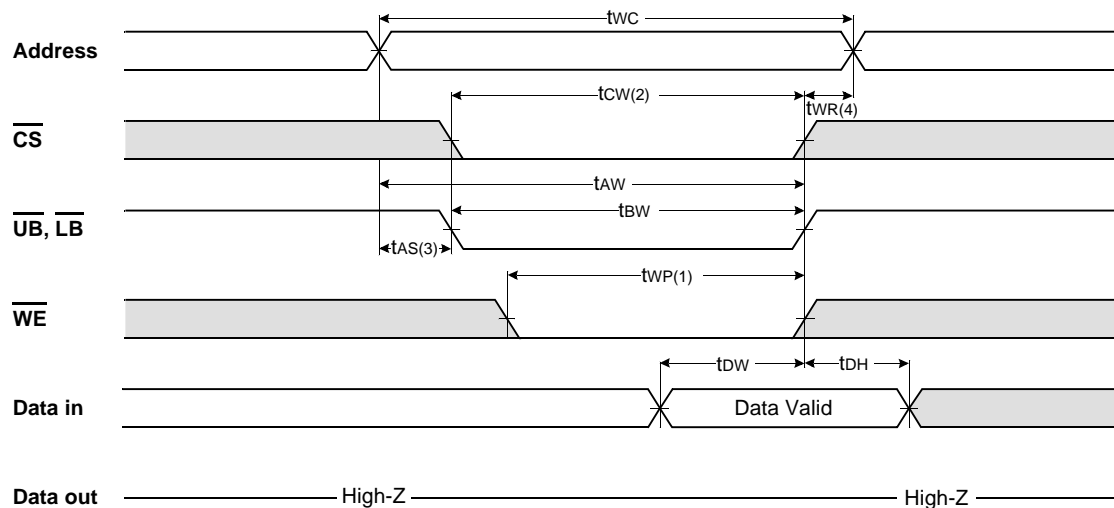 tWC
Address
tCW(2)
tWR(4)
CS
tAW
tBW
UB, LB
tAS(3)
tWP(1)
WE
tDW
tDH
Data in
Data Valid
Data out
High-Z
High-Z